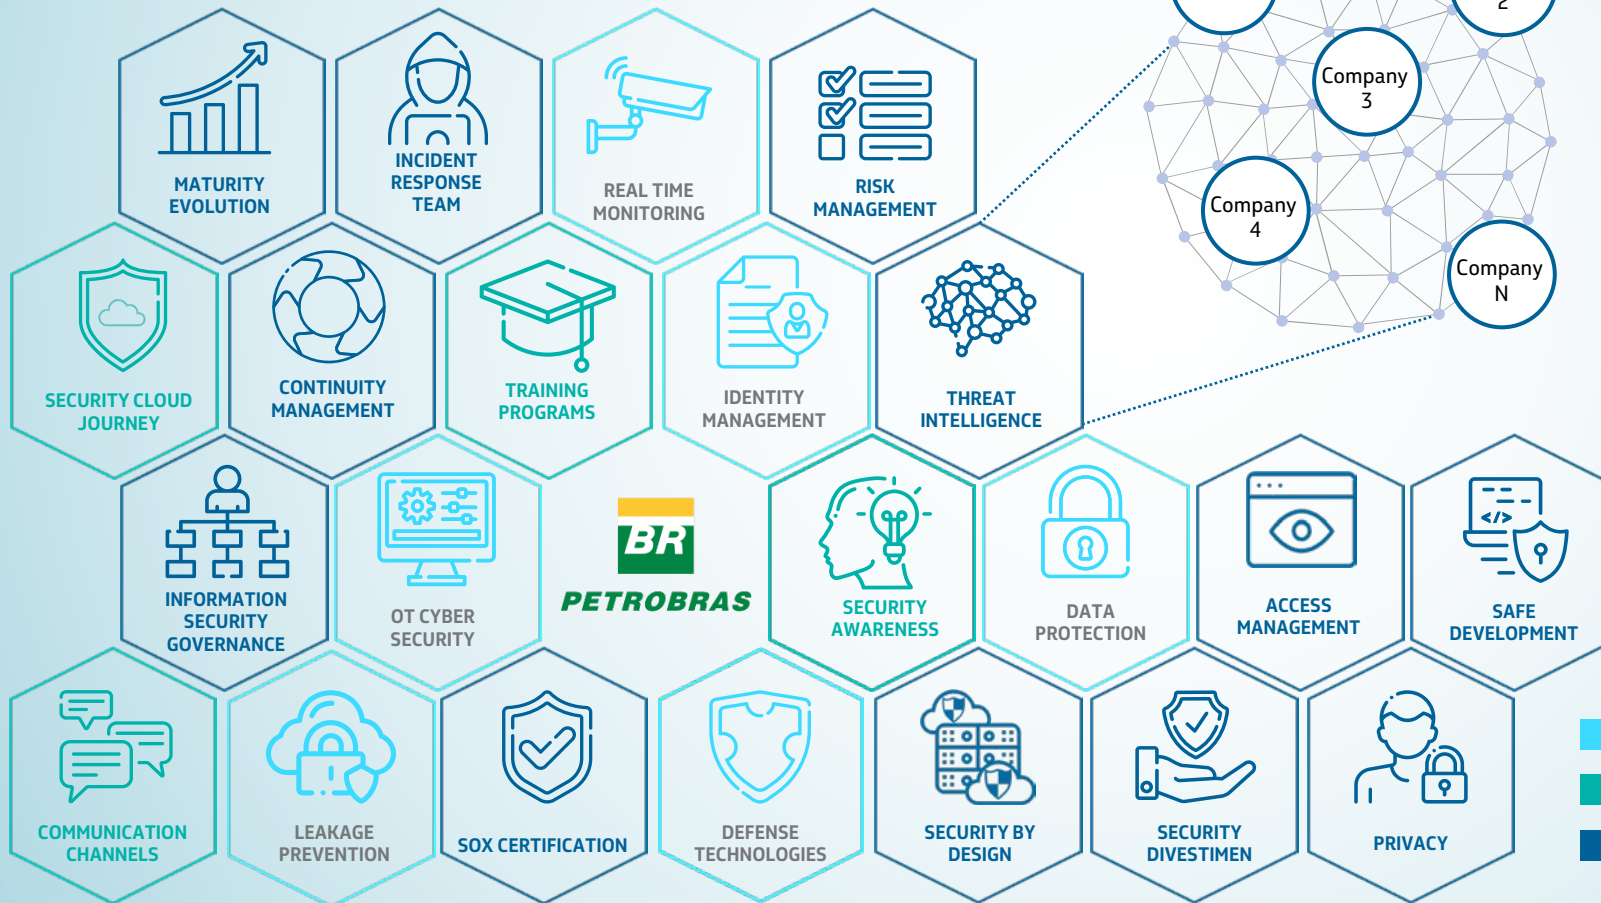 2
Company
3
Company
4
Company
N
MATURITY
EVOLUTION
INCIDENT
RESPONSE
TEAM
REAL TIME
MONITORING
RISK
MANAGEMENT
SECURITY CLOUD
JOURNEY
CONTINUITY
MANAGEMENT
TRAINING
PROGRAMS
IDENTITY
MANAGEMENT
THREAT
INTELLIGENCE
INFORMATION
SECURITY
GOVERNANCE
OT CYBER
SECURITY
BR
PETROBRAS
SECURITY
AWARENESS
DATA
PROTECTION
ACCESS
MANAGEMENT
</>
SAFE
DEVELOPMENT
COMMUNICATION
CHANNELS
LEAKAGE
PREVENTION
SOX CERTIFICATION
DEFENSE
TECHNOLOGIES
SECURITY BY
DESIGN
SECURITY
DIVESTIMEN
PRIVACY